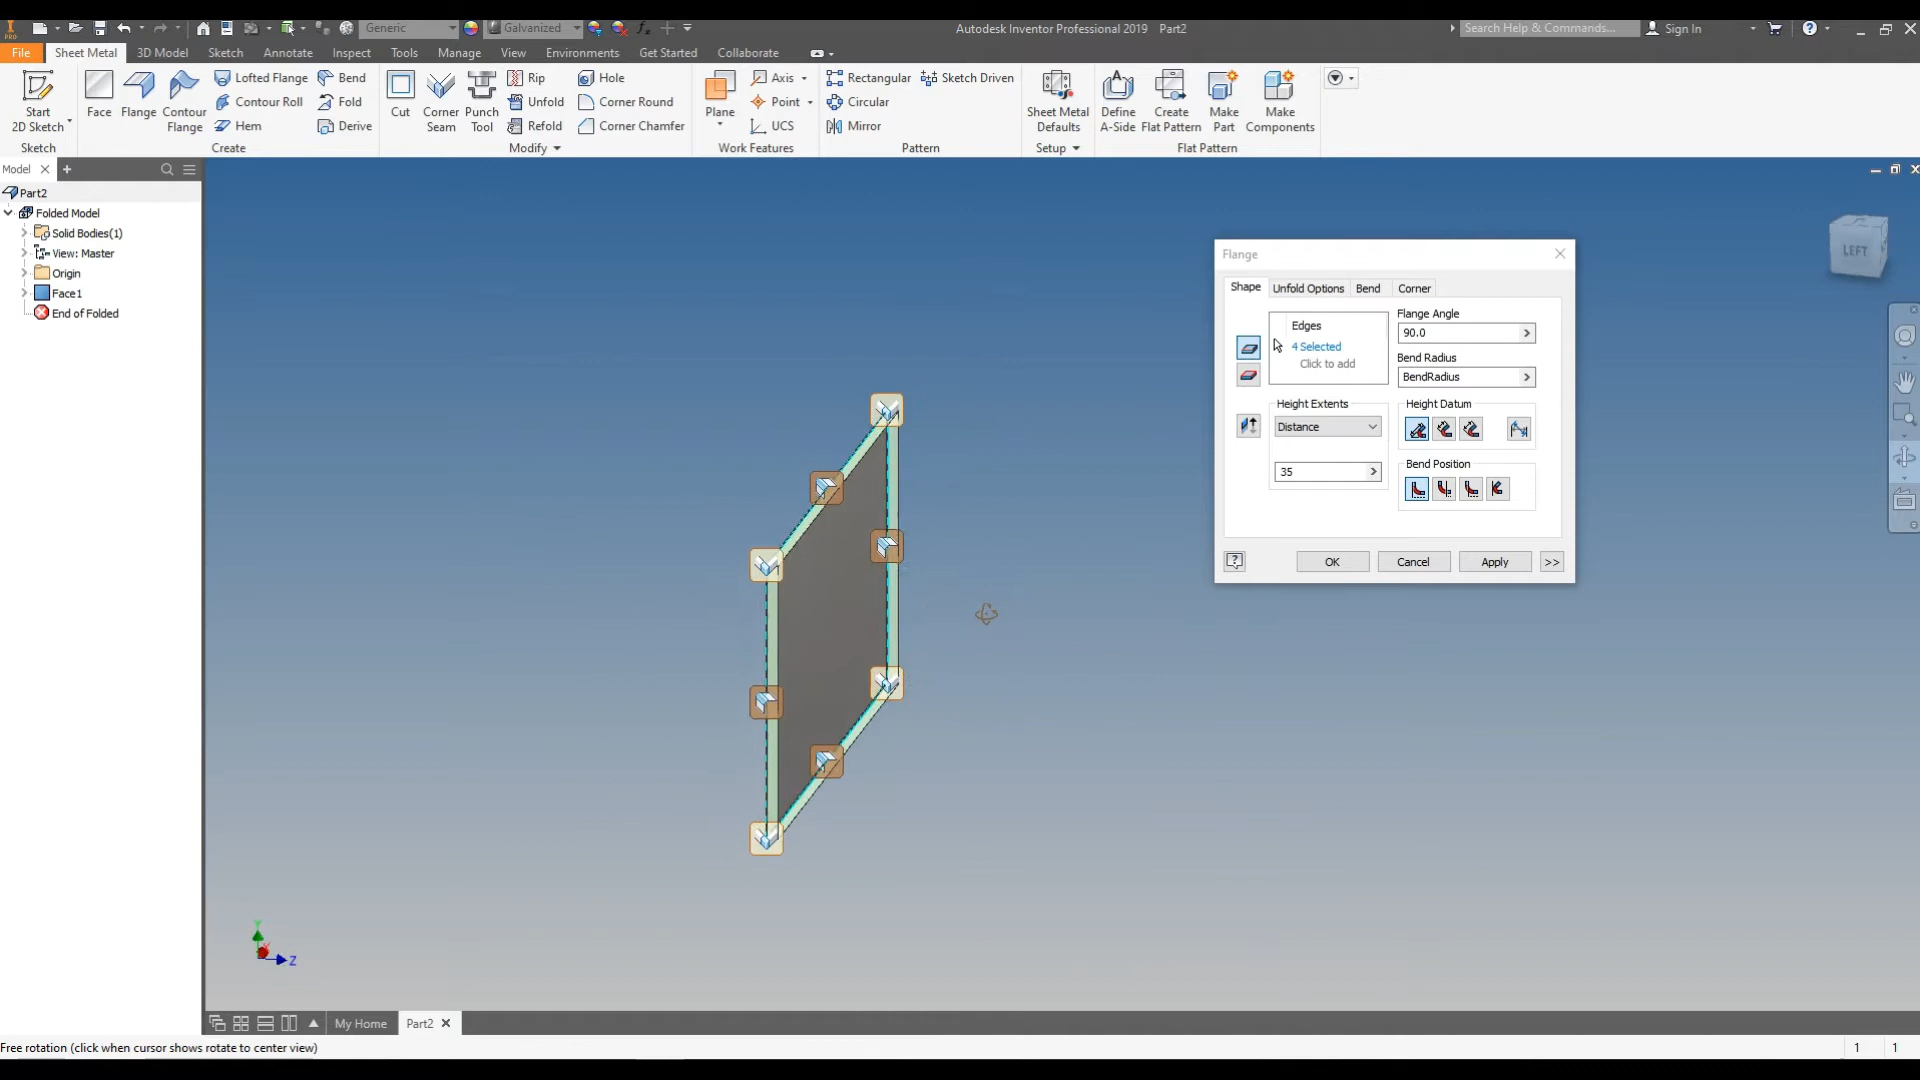 PRO
Generic
Galvanized
Autodesk Inventor Professional 2019 Part2
Search Help & Commands...
Sign In
File
Sheet Metal
3D Model
Sketch
Annotate
Inspect
Tools
Manage
View
Environments
Get Started
Collaborate
Start
2D Sketch
Face
Flange
Contour
Flange
Lofted Flange
Contour Roll
Hem
Bend
Fold
Derive
Cut
Corner
Seam
Punch
Tool
Rip
Unfold
Refold
Hole
Corner Round
Corner Chamfer
Plane
Axis
Point
UCS
Rectangular
Sketch Driven
Circular
Mirror
Sheet Metal
Defaults
Define
A-Side
Create
Flat Pattern
Make
Part
Make
Components
Sketch
Create
Modify
Work Features
Pattern
Setup
Flat Pattern
Model
Part2
Folded Model
Solid Bodies(1)
View: Master
Origin
Face1
End of Folded
LEFT
Flange
Shape
Unfold Options
Bend
Corner
Edges
4 Selected
Click to add
Flange Angle
90.0
Bend Radius
BendRadius
Height Extents
Distance
35
Height Datum
Bend Position
OK
Cancel
Apply
>>
Y
Z
My Home
Part2
Free rotation (click when cursor shows rotate to center view)
1
1